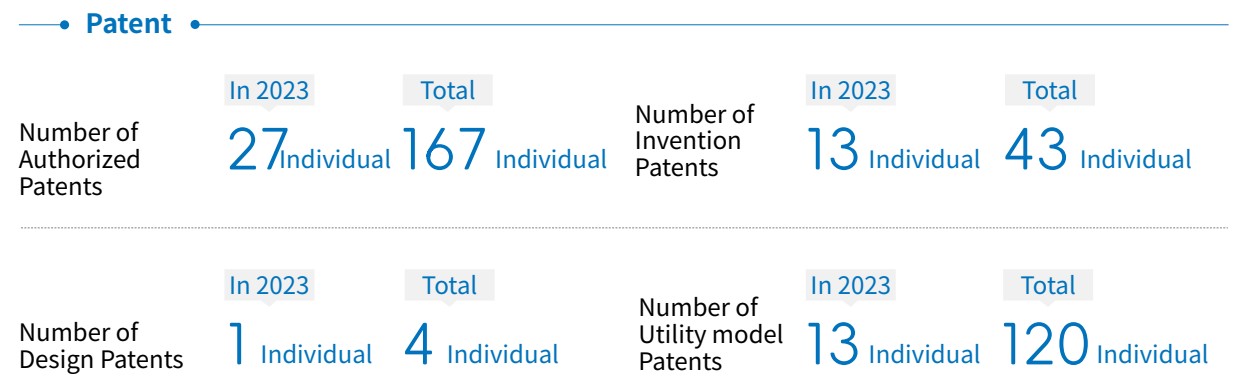 Patent
In 2023
Total
Number of
Authorized
Patents
27 Individual
167 Individual
In 2023
Total
Number of
Invention
Patents
13 Individual
43 Individual
In 2023
Total
Number of
Design Patents
1 Individual
4 Individual
In 2023
Total
Number of
Utility model
Patents
13 Individual
120 Individual